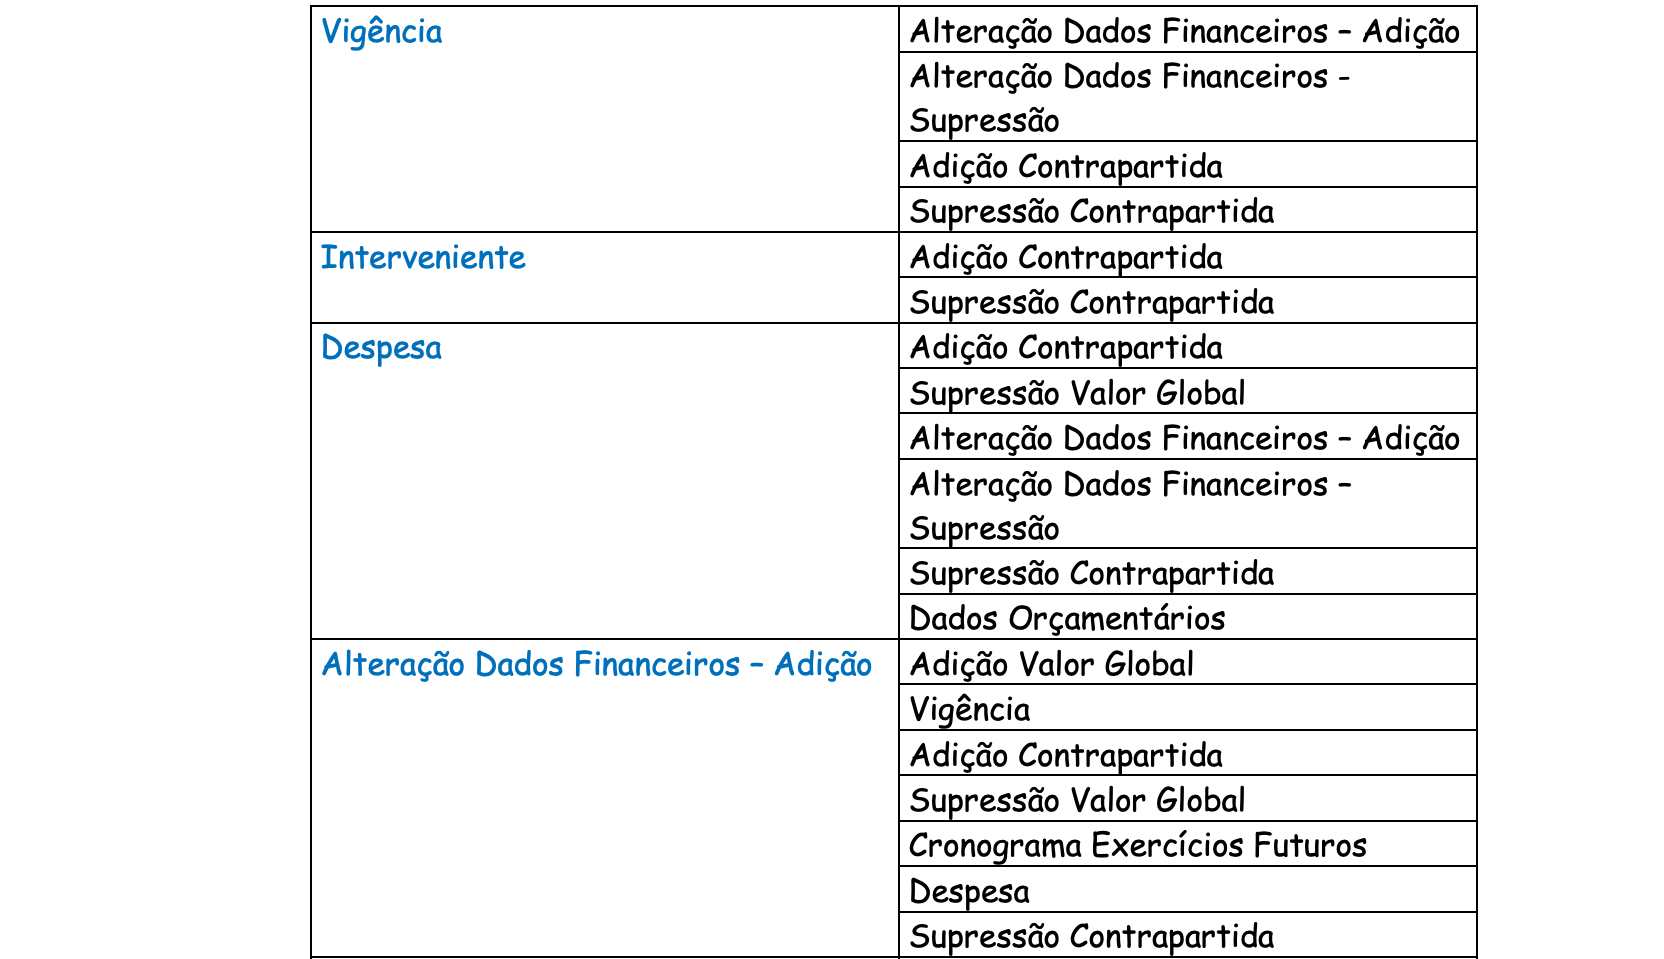 Vigência
Alteração Dados Financeiros – Adição
Alteração Dados Financeiros -
Supressão
Adição Contrapartida
Supressão Contrapartida
Interveniente
Adição Contrapartida
Supressão Contrapartida
Despesa
Adição Contrapartida
Supressão Valor Global
Alteração Dados Financeiros – Adição
Alteração Dados Financeiros –
Supressão
Supressão Contrapartida
Dados Orçamentários
Alteração Dados Financeiros – Adição
Adição Valor Global
Vigência
Adição Contrapartida
Supressão Valor Global
Cronograma Exercícios Futuros
Despesa
Supressão Contrapartida